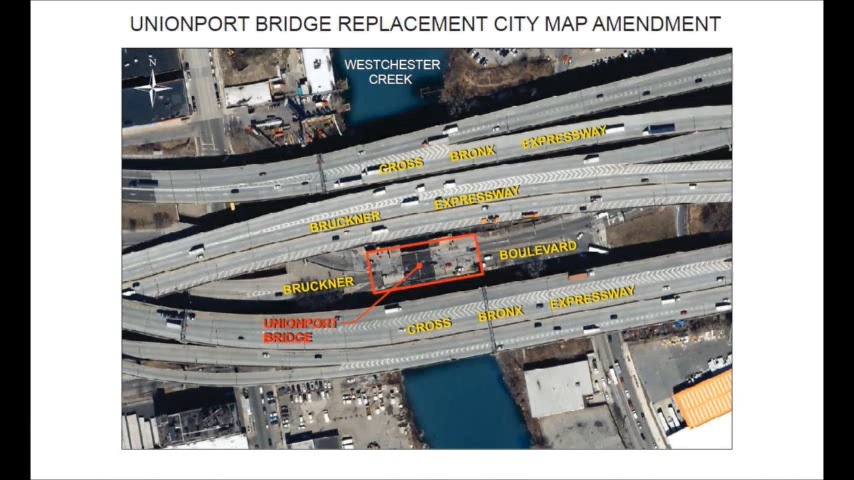 UNIONPORT BRIDGE REPLACEMENT CITY MAP AMENDMENT
N
WESTCHESTER
CREEK
CROSS BRONX EXPRESSWAY
BRUCKNER EXPRESSWAY
BRUCKNER BOULEVARD
UNIONPORT
BRIDGE
CROSS BRONX EXPRESSWAY